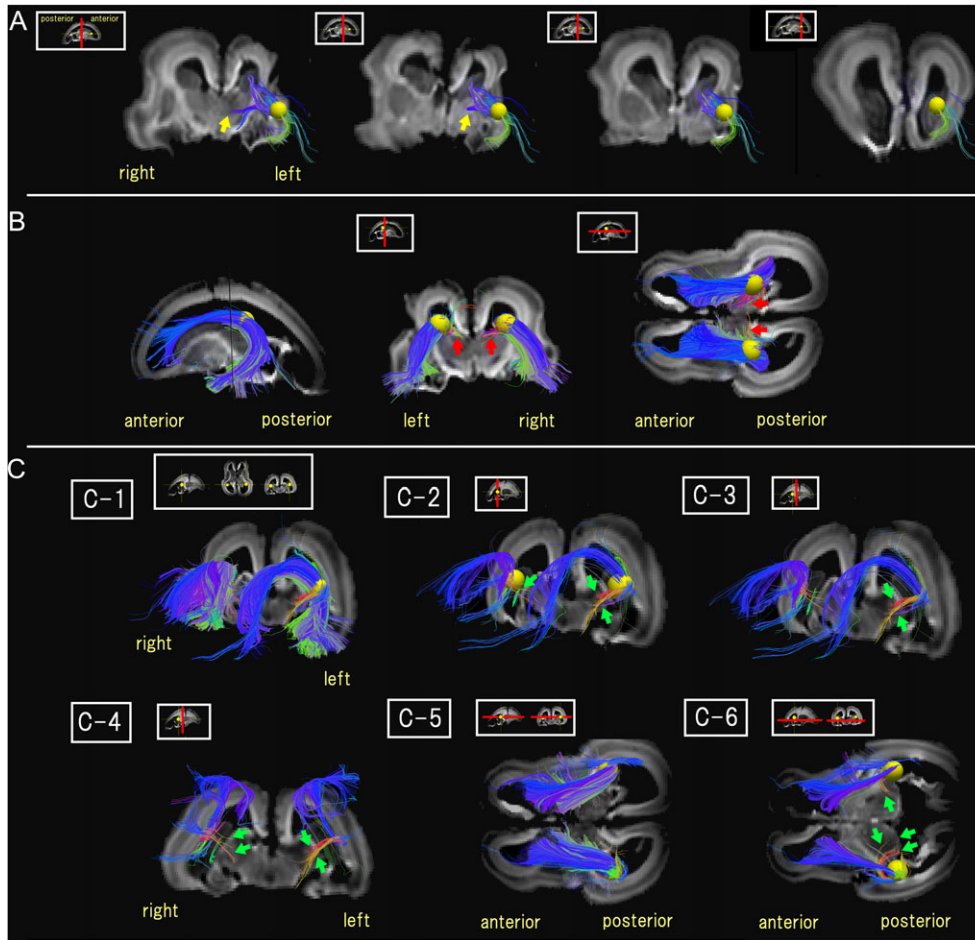 A
posterior anterior
right left
B
anterior posterior
left right
anterior posterior
C
C-1
C-2
C-3
right
left
C-4
C-5
C-6
right
left
anterior posterior
anterior posterior